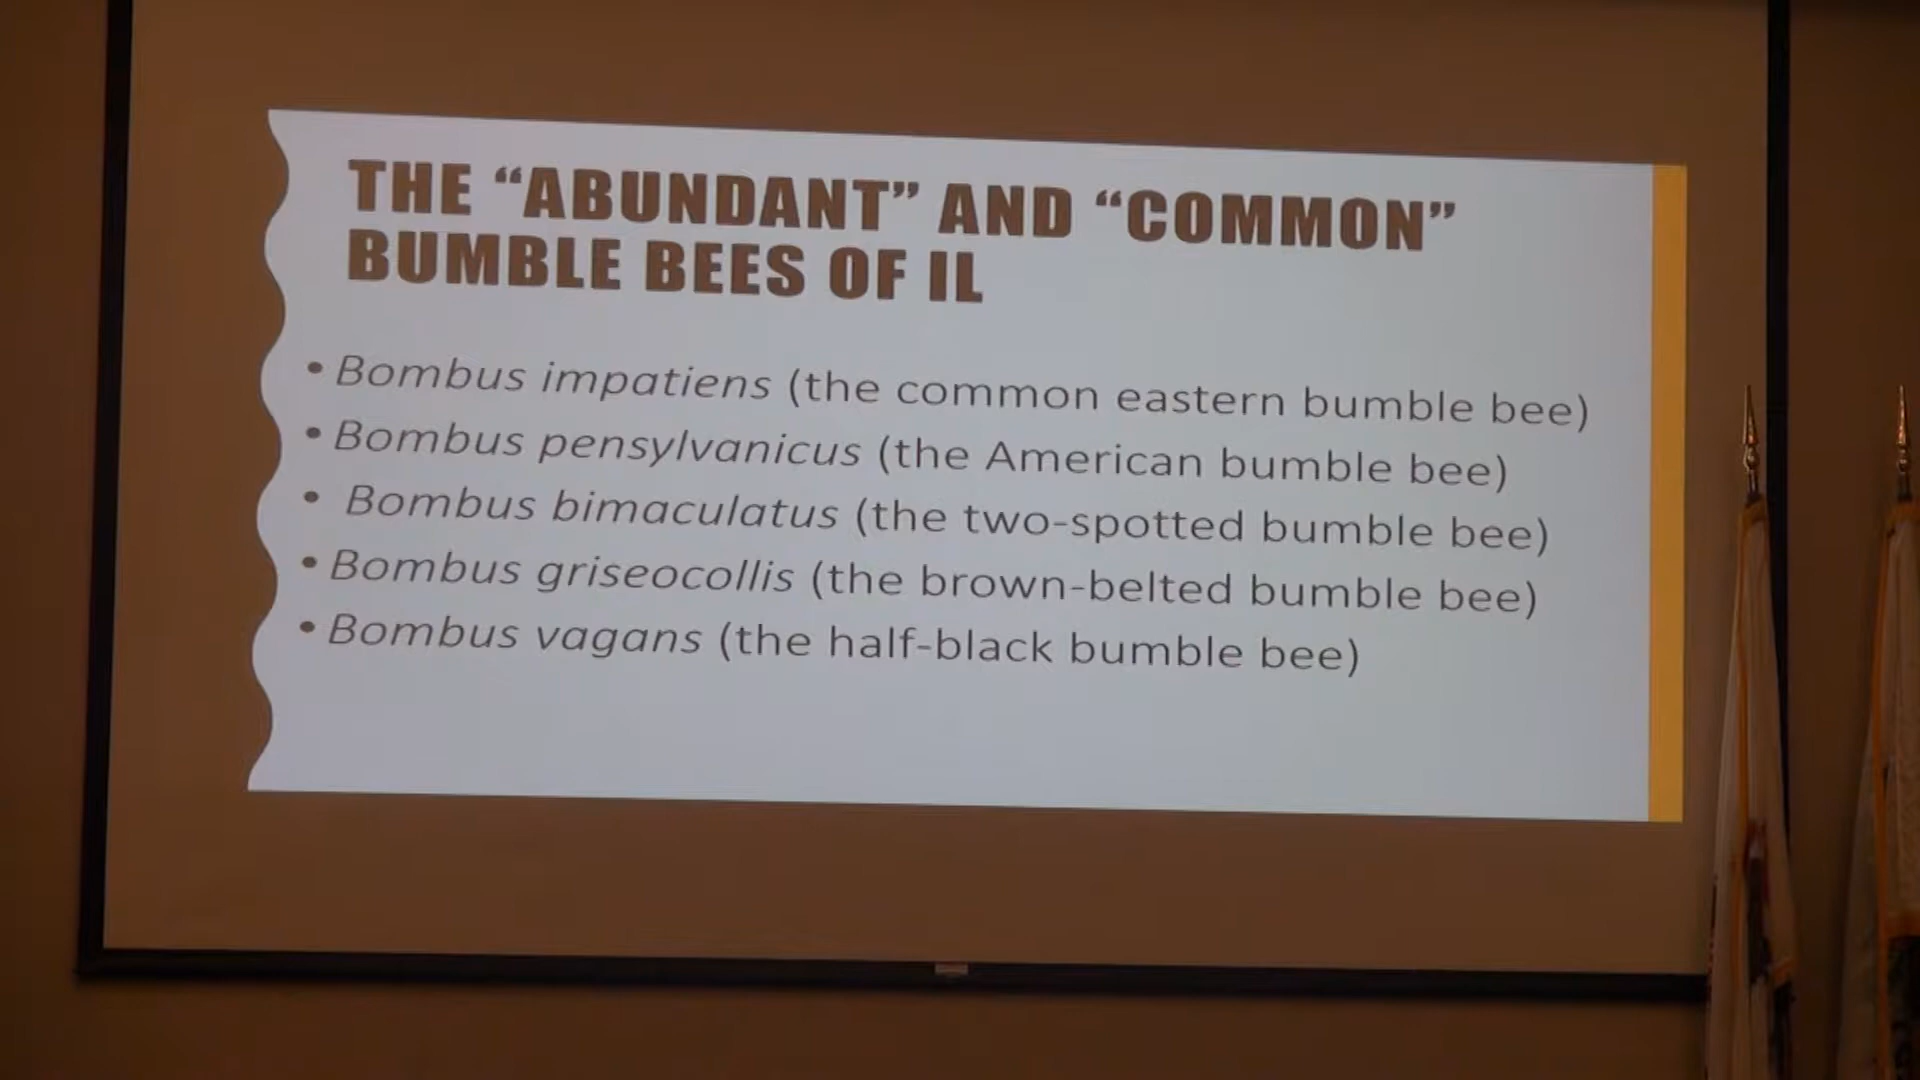 THE “ABUNDANT” AND “COMMON”
BUMBLE BEES OF IL
• Bombus impatiens (the common eastern bumble bee)
• Bombus pensylvanicus (the American bumble bee)
• Bombus bimaculatus (the two-spotted bumble bee)
• Bombus griseocollis (the brown-belted bumble bee)
• Bombus vagans (the half-black bumble bee)